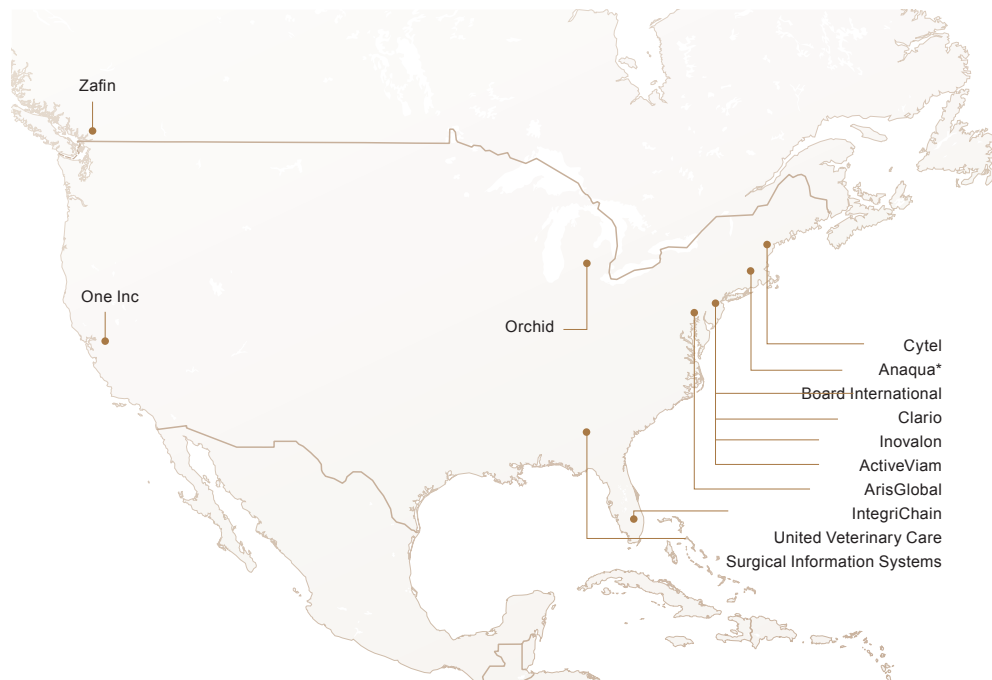 Zafin
One Inc
Orchid
Cytel
Anaqua*
Board International
Clario
Inovalon
ActiveViam
ArisGlobal
IntegriChain
United Veterinary Care
Surgical Information Systems